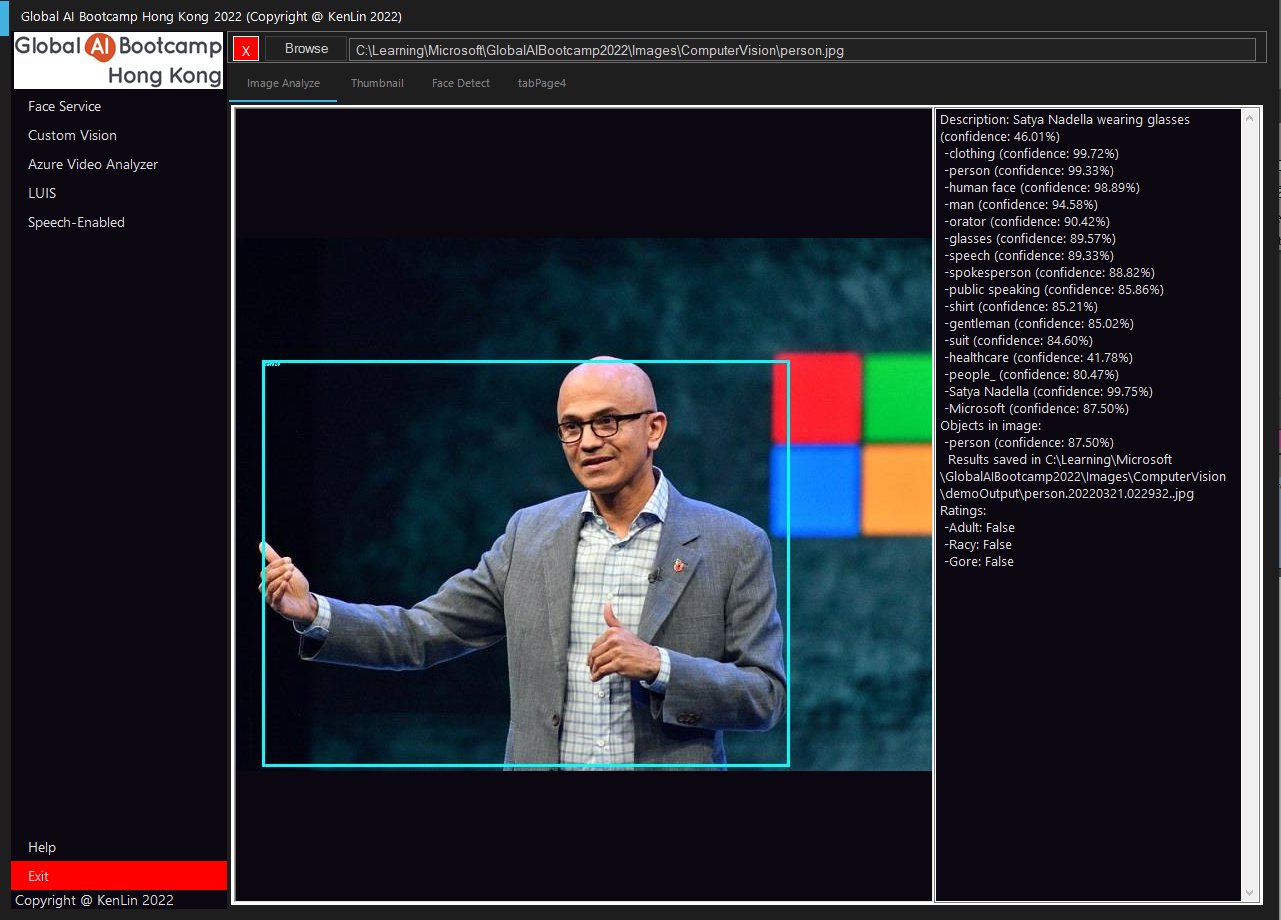 Global AI Bootcamp Hong Kong 2022 (Copyright @ KenLin 2022)
Global AI Bootcamp
Hong Kong
X
Browse
C:\Learning\Microsoft\GlobalAIBootcamp2022\Images\ComputerVision\person.jpg
Image Analyze
Thumbnail
Face Detect
tabPage4
Face Service
Custom Vision
Azure Video Analyzer
LUIS
Speech-Enabled
Help
Exit
Copyright @ KenLin 2022
Description: Satya Nadella wearing glasses
(confidence: 46.01%)
-clothing (confidence: 99.72%)
-person (confidence: 99.33%)
-human face (confidence: 98.89%)
-man (confidence: 94.58%)
-orator (confidence: 90.42%)
-glasses (confidence: 89.57%)
-speech (confidence: 89.33%)
-spokesperson (confidence: 88.82%)
-public speaking (confidence: 85.86%)
-shirt (confidence: 85.21%)
-gentleman (confidence: 85.02%)
-suit (confidence: 84.60%)
-healthcare (confidence: 41.78%)
-people_ (confidence: 80.47%)
-Satya Nadella (confidence: 99.75%)
-Microsoft (confidence: 87.50%)
Objects in image:
-person (confidence: 87.50%)
Results saved in C:\Learning\Microsoft
\GlobalAIBootcamp2022\Images\ComputerVision
\demoOutput\person.20220321.022932..jpg
Ratings:
-Adult: False
-Racy: False
-Gore: False